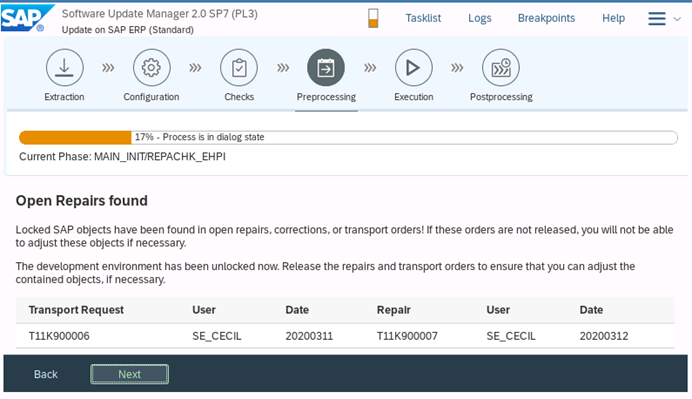 SAP®
Software Update Manager 2.0 SP7 (PL3)
Update on SAP ERP (Standard)
Tasklist Logs Breakpoints Help
Extraction Configuration Checks Preprocessing Execution Postprocessing
17% - Process is in dialog state
Current Phase: MAIN_INIT/REPACHK_EHPI
Open Repairs found
Locked SAP objects have been found in open repairs, corrections, or transport orders! If these orders are not released, you will not be able
to adjust these objects if necessary.
The development environment has been unlocked now. Release the repairs and transport orders to ensure that you can adjust the
contained objects, if necessary.
Transport Request User Date Repair User Date
T11K900006 SE_CECIL 20200311 T11K900007 SE_CECIL 20200312
Back Next